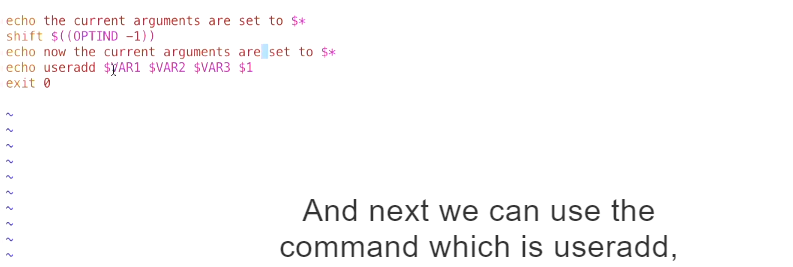 echo the current arguments are set to $*
shift $((OPTIND -1))
echo now the current arguments are set to $*
echo useradd $VAR1 $VAR2 $VAR3 $1
exit 0
~
~
~
~
~
~
~
~
~
~
And next we can use the
command which is useradd,